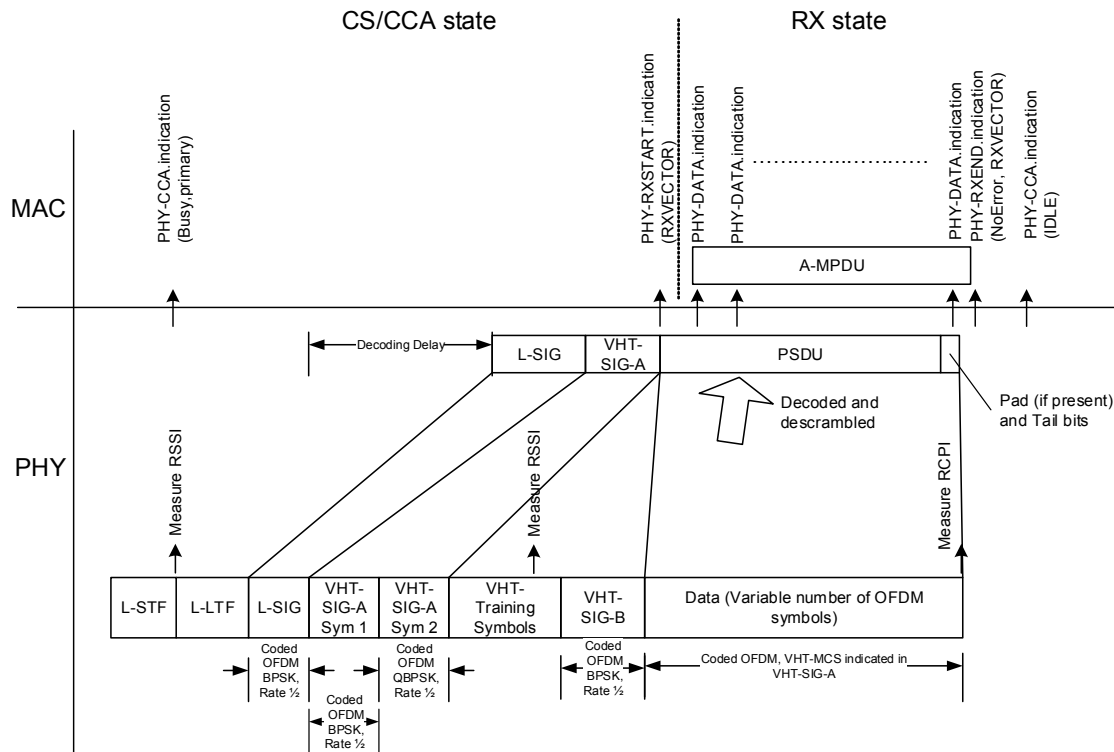 CS/CCA state
RX state
PHY-CCA.indication
(Busy,primary)
PHY-RXSTART.indication
(RXVECTOR)
PHY-DATA.indication
PHY-DATA.indication
PHY-DATA.indication
PHY-RXEND.indication
(NoError, RXVECTOR)
PHY-CCA.indication
(IDLE)
MAC
A-MPDU
Decoding Delay
L-SIG
VHT-
SIG-A
PSDU
Decoded and
descrambled
Pad (if present)
and Tail bits
PHY
Measure RSSI
Measure RSSI
Measure RCPI
L-STF
L-LTF
L-SIG
VHT-
SIG-A
Sym 1
VHT-
SIG-A
Sym 2
VHT-
Training
Symbols
VHT-
SIG-B
Data (Variable number of OFDM
symbols)
Coded
OFDM
BPSK,
Rate ½
Coded
OFDM
BPSK,
Rate ½
Coded
OFDM
QBPSK,
Rate ½
Coded
OFDM
BPSK,
Rate ½
Coded OFDM, VHT-MCS indicated in
VHT-SIG-A